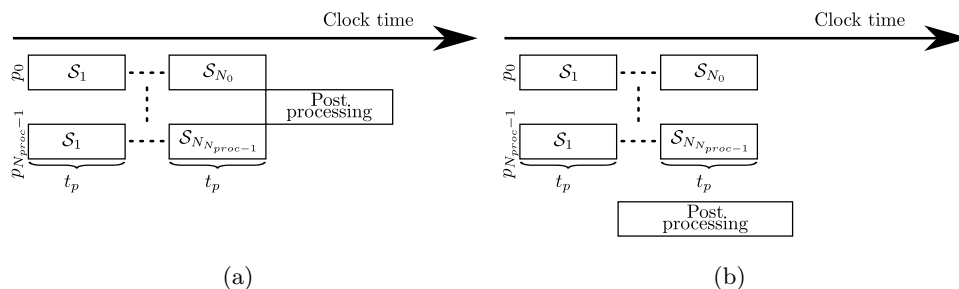 Clock time
Clock time
p_0
S_1
S_{N_0}
Post.
processing
p_{N_{proc}-1}
S_1
S_{N_{N_{proc}-1}}
t_p
t_p
p_0
S_1
S_{N_0}
p_{N_{proc}-1}
S_1
S_{N_{N_{proc}-1}}
t_p
t_p
Post.
processing
(a)
(b)